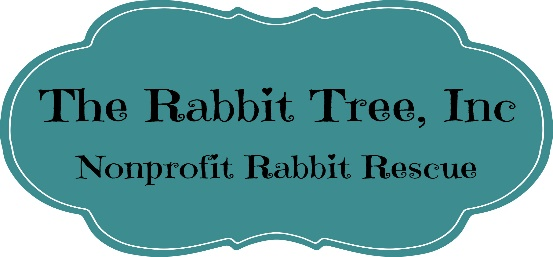 The Rabbit Tree, Inc
Nonprofit Rabbit Rescue